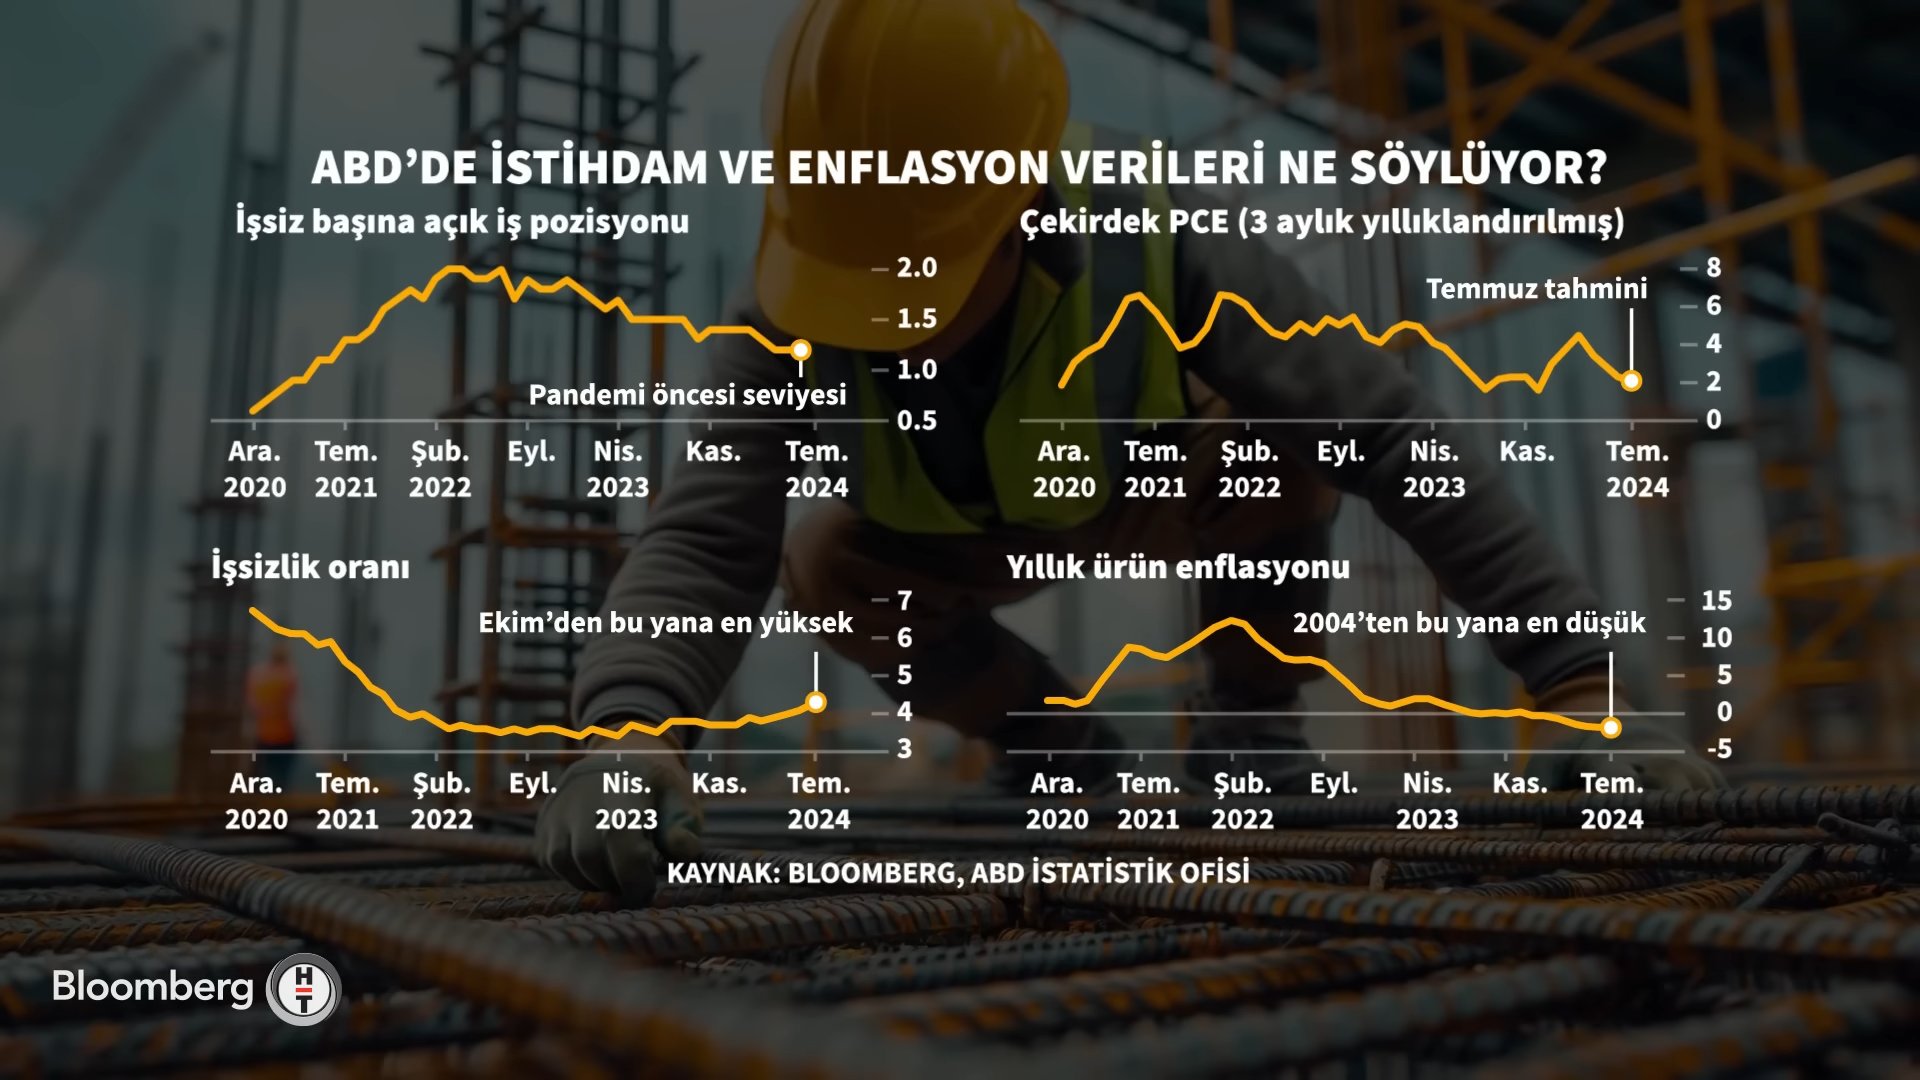 ABD’DE İSTİHDAM VE ENFLASYON VERİLERİ NE SÖYLÜYOR?
İşsiz başına açık iş pozisyonu
2.0
1.5
1.0
0.5
Pandemi öncesi seviyesi
Ara. Tem. Şub. Eyl. Nis. Kas. Tem.
2020 2021 2022 2023 2024
Çekirdek PCE (3 aylık yıllıklandırılmış)
8
6
4
2
0
Temmuz tahmini
Ara. Tem. Şub. Eyl. Nis. Kas. Tem.
2020 2021 2022 2023 2024
İşsizlik oranı
7
6
5
4
3
Ekim’den bu yana en yüksek
Ara. Tem. Şub. Eyl. Nis. Kas. Tem.
2020 2021 2022 2023 2024
Yıllık ürün enflasyonu
15
10
5
0
-5
2004’ten bu yana en düşük
Ara. Tem. Şub. Eyl. Nis. Kas. Tem.
2020 2021 2022 2023 2024
KAYNAK: BLOOMBERG, ABD İSTATİSTİK OFİSİ
Bloomberg HT